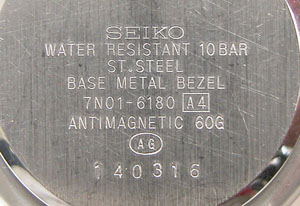 SEIKO
WATER RESISTANT 10BAR
ST.STEEL
BASE METAL BEZEL
7N01-6180 A4
ANTIMAGNETIC 60G
AG
140316